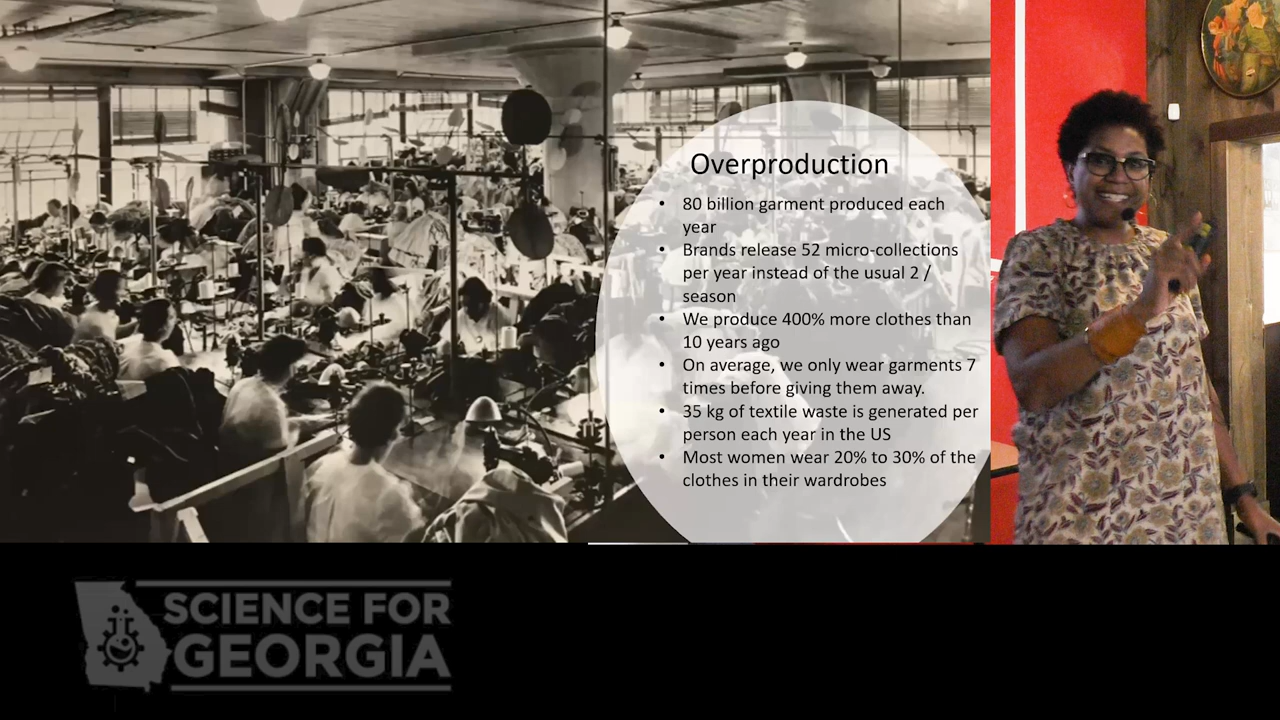 Overproduction
• 80 billion garment produced each
year
• Brands release 52 micro-collections
per year instead of the usual 2 /
season
• We produce 400% more clothes than
10 years ago
• On average, we only wear garments 7
times before giving them away.
• 35 kg of textile waste is generated per
person each year in the US
• Most women wear 20% to 30% of the
clothes in their wardrobes
SCIENCE FOR
GEORGIA